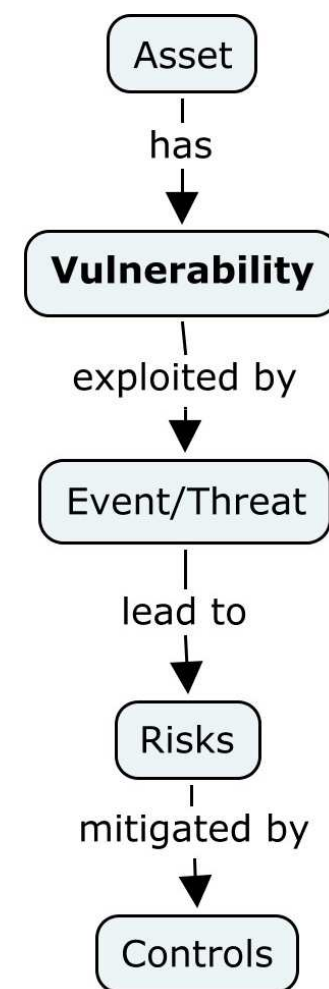 Asset
has
Vulnerability
exploited by
Event/Threat
lead to
Risks
mitigated by
Controls